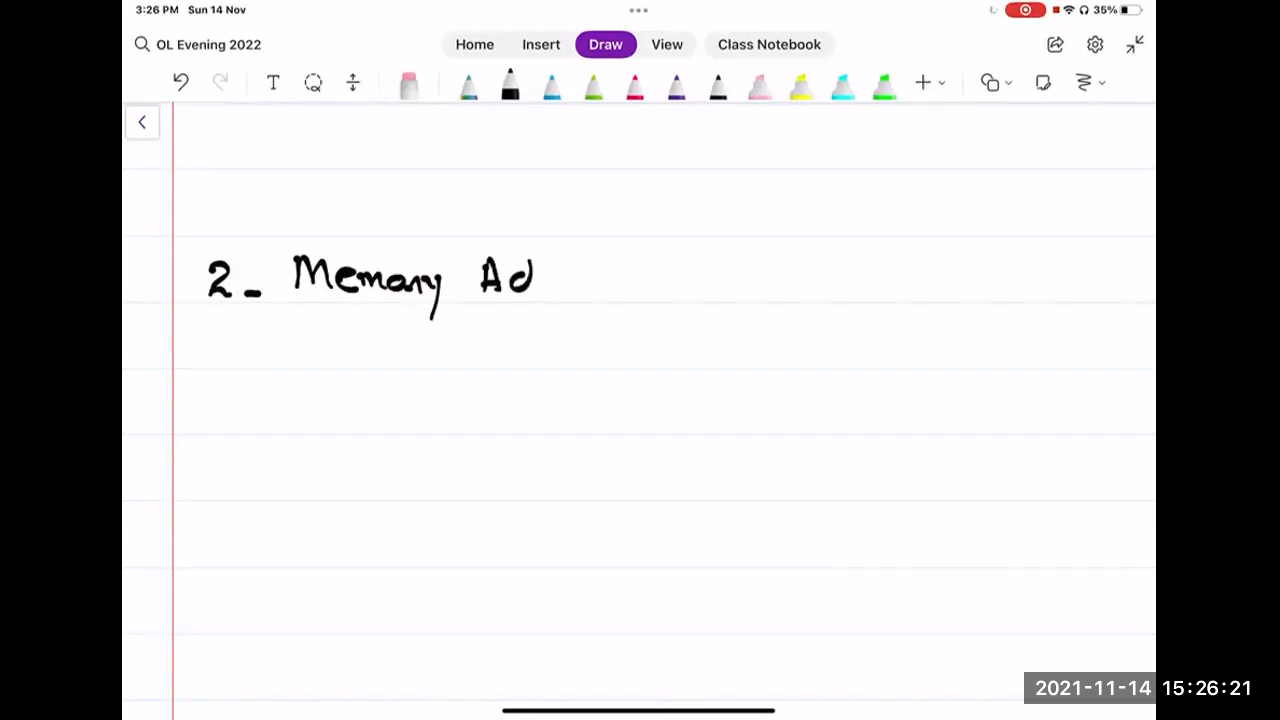 3:26 PM Sun 14 Nov
35%
OL Evening 2022
Home Insert Draw View Class Notebook
T
2- Memory Ad
2021-11-14 15:26:21